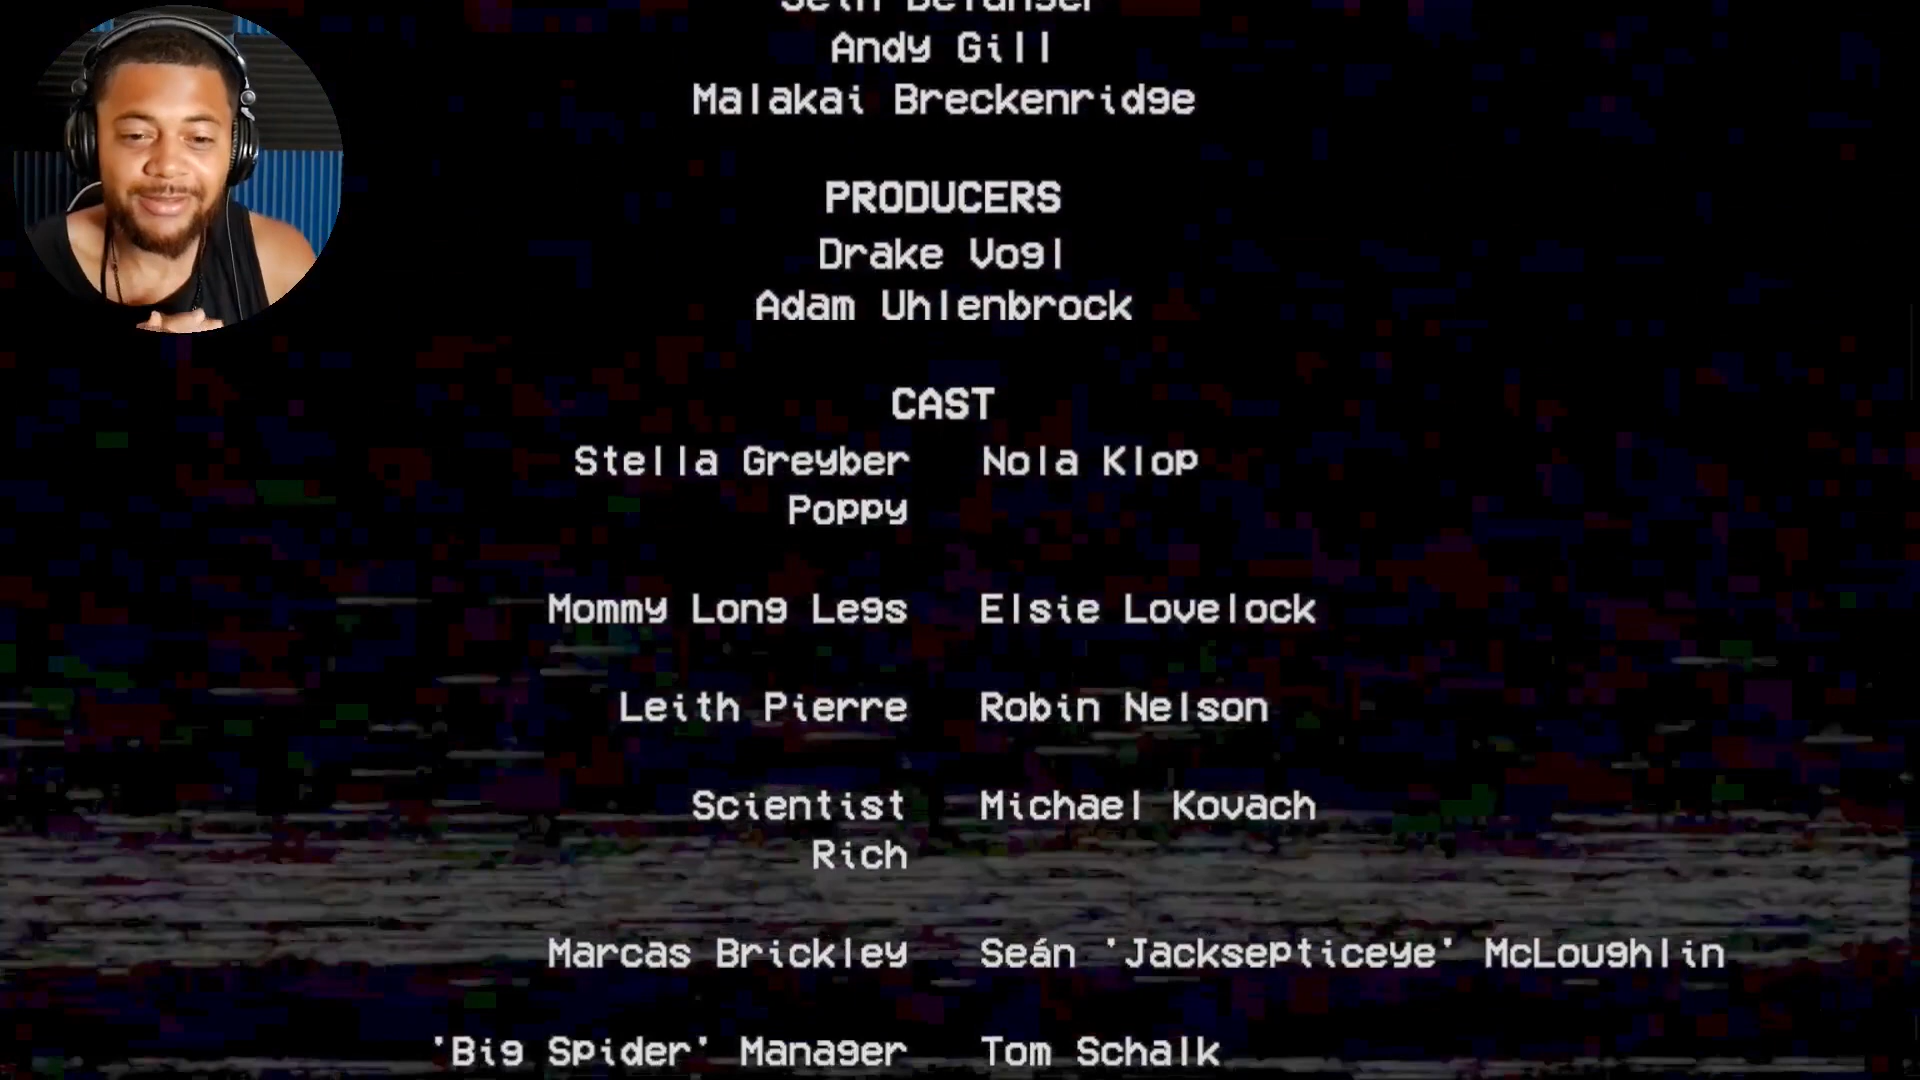 Andy Gill
Malakai Breckenridge
PRODUCERS
Drake Vogl
Adam Uhlenbrock
CAST
Stella Greyber Nola Klop
Poppy
Mommy Long Legs Elsie Lovelock
Leith Pierre Robin Nelson
Scientist Michael Kovach
Rich
Marcas Brickley Seán 'Jacksepticeye' McLoughlin
'Big Spider' Manager Tom Schalk